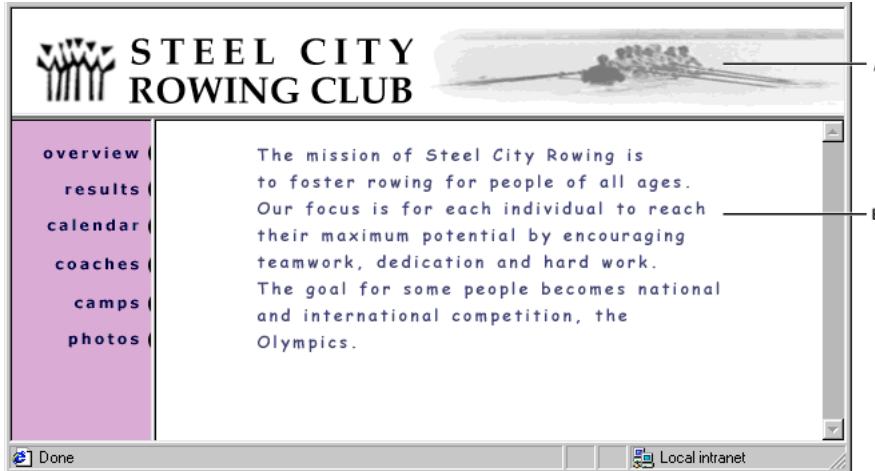 STEEL CITY
ROWING CLUB
overview
results
calendar
coaches
camps
photos
The mission of Steel City Rowing is
to foster rowing for people of all ages.
Our focus is for each individual to reach
their maximum potential by encouraging
teamwork, dedication and hard work.
The goal for some people becomes national
and international competition, the
Olympics.
Done
Local intranet